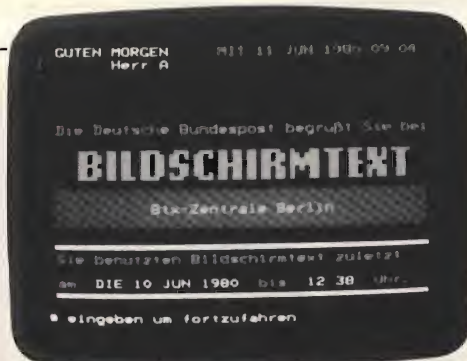 GUTEN MORGEN MIT 11 JUN 1980 09 04
Herr A
Die Deutsche Bundespost begrüßt Sie bei
BILDSCHIRMTEXT
Btx-Zentrale Berlin
Sie benutzten Bildschirmtext zuletzt
am DIE 10 JUN 1980 bis 12 38 Uhr.
eingeben um fortzufahren